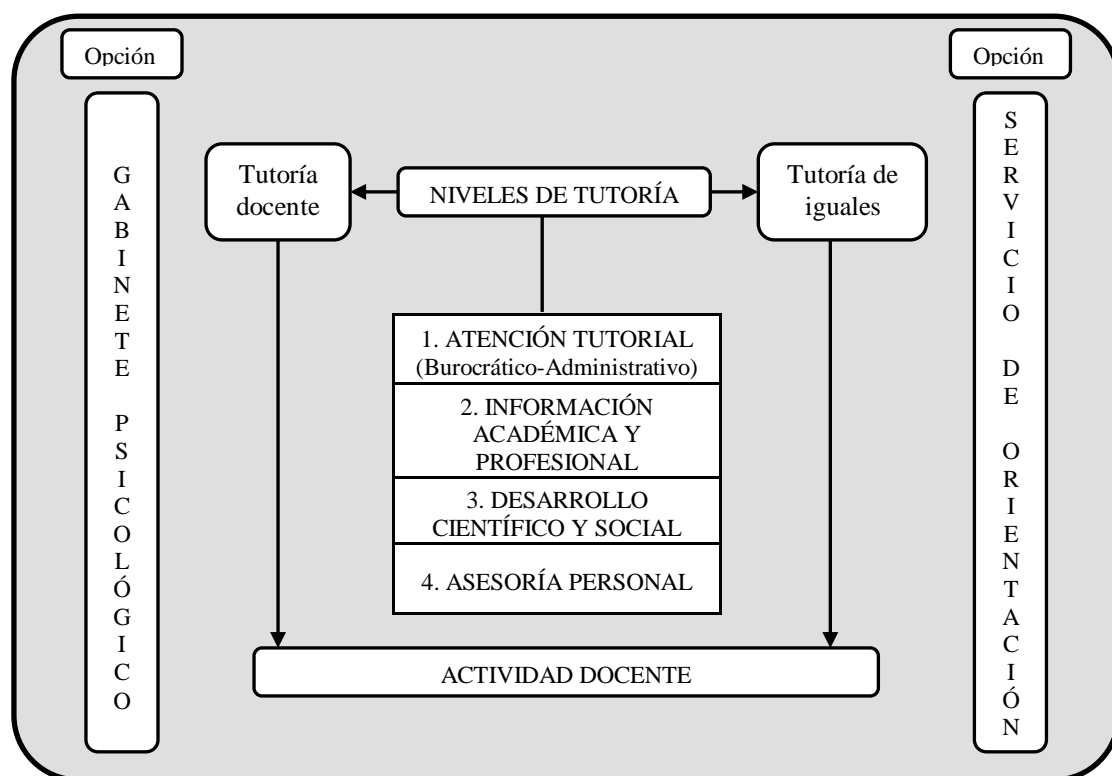 Opción
Opción
GABINETE PSICOLÓGICO
SERVICIO DE ORIENTACIÓN
Tutoría
docente
NIVELES DE TUTORÍA
Tutoría de
iguales
1. ATENCIÓN TUTORIAL
(Burocrático-Administrativo)
2. INFORMACIÓN
ACADÉMICA Y
PROFESIONAL
3. DESARROLLO
CIENTÍFICO Y SOCIAL
4. ASESORÍA PERSONAL
ACTIVIDAD DOCENTE